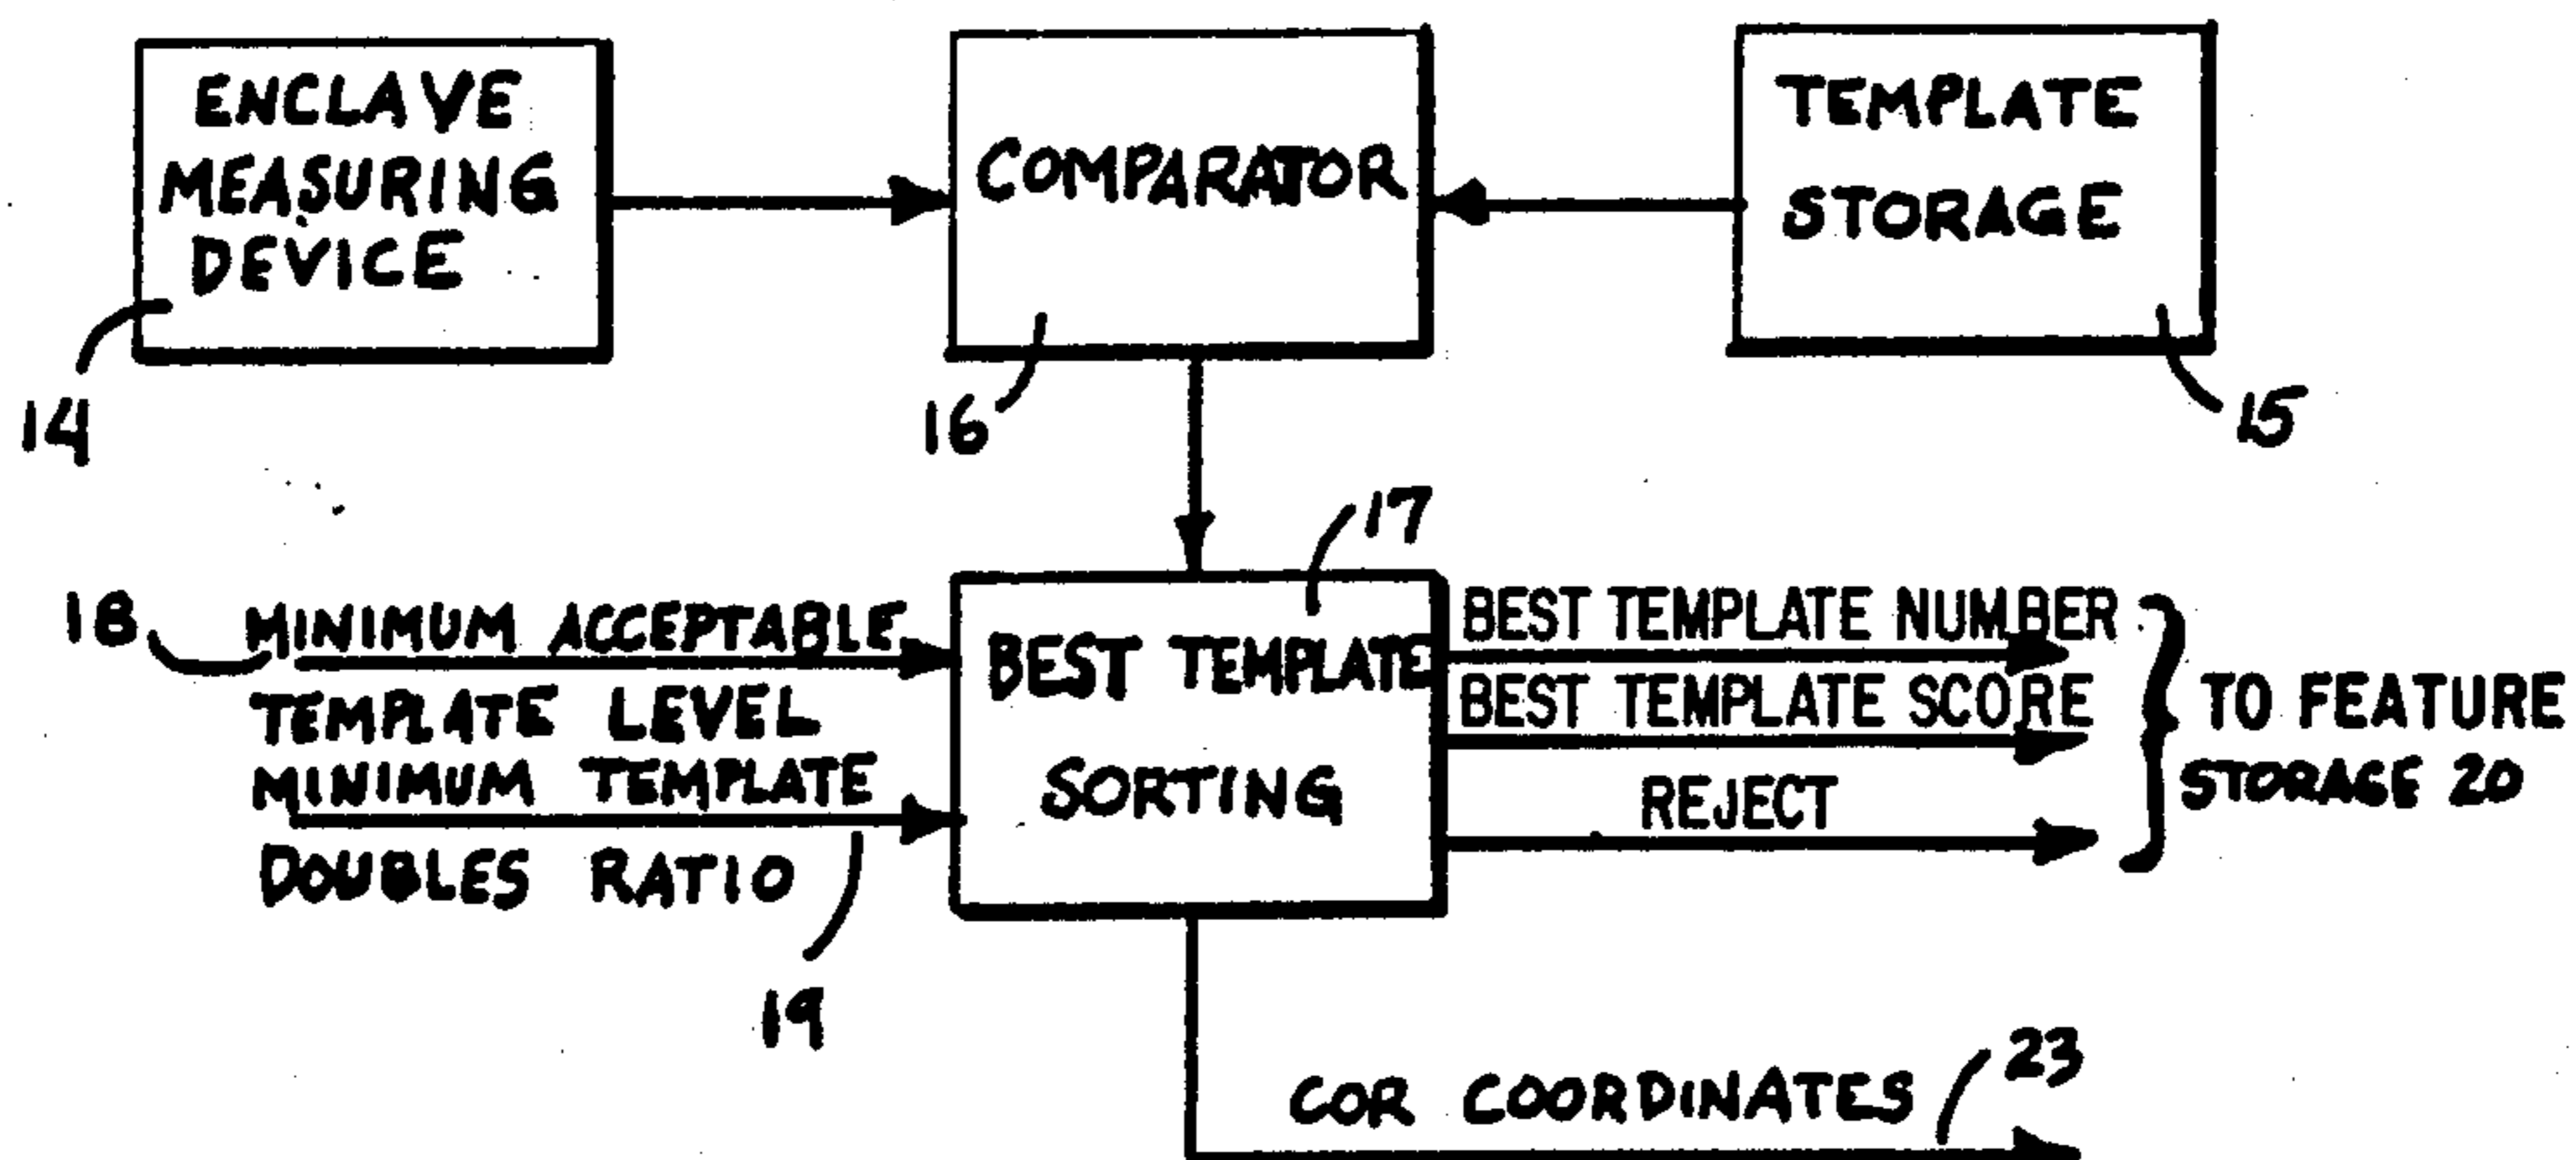 ENCLAVE
MEASURING
DEVICE
14
COMPARATOR
16
TEMPLATE
STORAGE
15
17
18
MINIMUM ACCEPTABLE
TEMPLATE LEVEL
MINIMUM TEMPLATE
DOUBLES RATIO
19
BEST TEMPLATE
SORTING
BEST TEMPLATE NUMBER
BEST TEMPLATE SCORE
REJECT
TO FEATURE
STORAGE 20
COR COORDINATES
23